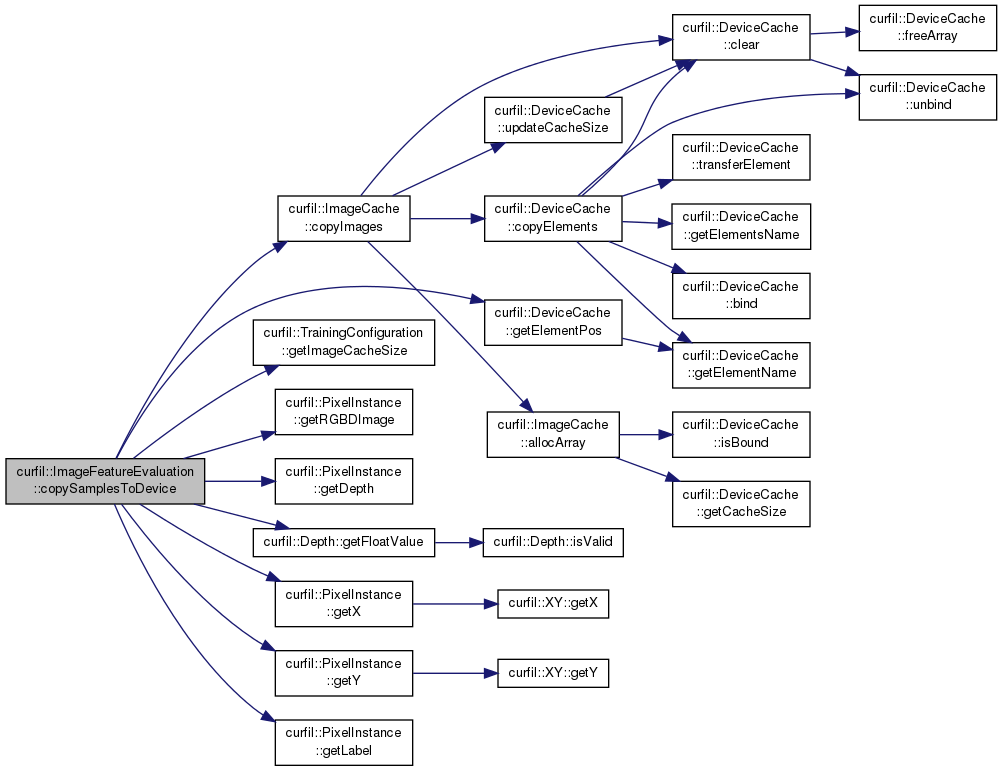 curfil::DeviceCache
::freeArray
curfil::DeviceCache
::clear
curfil::DeviceCache
::unbind
curfil::DeviceCache
::updateCacheSize
curfil::DeviceCache
::transferElement
curfil::ImageCache
::copyImages
curfil::DeviceCache
::copyElements
curfil::DeviceCache
::getElementsName
curfil::DeviceCache
::bind
curfil::DeviceCache
::getElementPos
curfil::TrainingConfiguration
::getImageCacheSize
curfil::DeviceCache
::getElementName
curfil::PixelInstance
::getRGBDImage
curfil::ImageCache
::allocArray
curfil::DeviceCache
::isBound
curfil::ImageFeatureEvaluation
::copySamplesToDevice
curfil::PixelInstance
::getDepth
curfil::DeviceCache
::getCacheSize
curfil::Depth::getFloatValue
curfil::Depth::isValid
curfil::PixelInstance
::getX
curfil::XY::getX
curfil::PixelInstance
::getY
curfil::XY::getY
curfil::PixelInstance
::getLabel